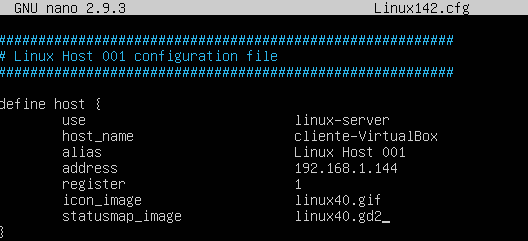 GNU nano 2.9.3 Linux142.cfg
##########################################################
# Linux Host 001 configuration file
##########################################################
define host {
use linux-server
host_name cliente-VirtualBox
alias Linux Host 001
address 192.168.1.144
register 1
icon_image linux40.gif
statusmap_image linux40.gd2_
}